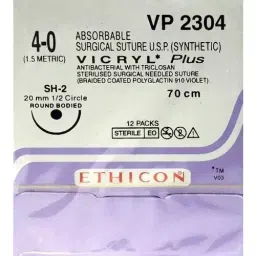 VP 2304
4-0
(1.5 METRIC)
ABSORBABLE
SURGICAL SUTURE U.S.P. (SYNTHETIC)
VICRYL* Plus
ANTIBACTERIAL WITH TRICLOSAN
STERILISED SURGICAL NEEDLED SUTURE
(BRAIDED COATED POLYGLACTIN 910 VIOLET)
SH-2
20 mm 1/2 Circle
ROUND BODIED
70 cm
12 PACKS
STERILE EO
ETHICON
*TM